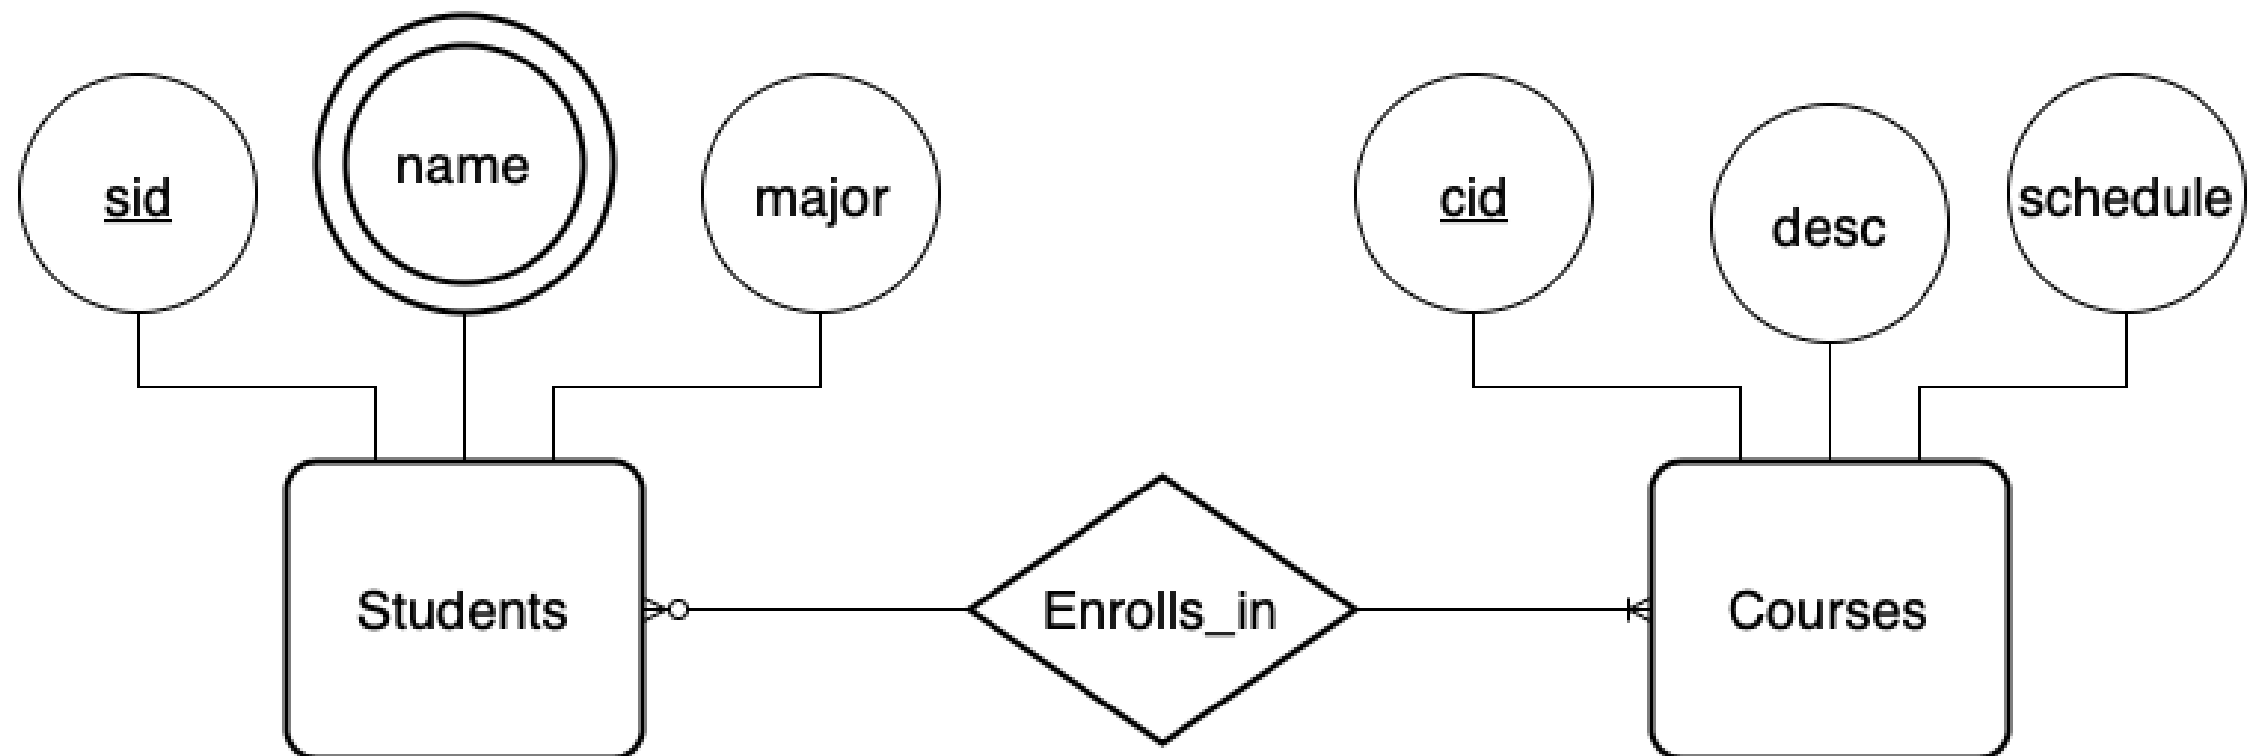 sid
name
major
cid
desc
schedule
Students
Enrolls_in
Courses